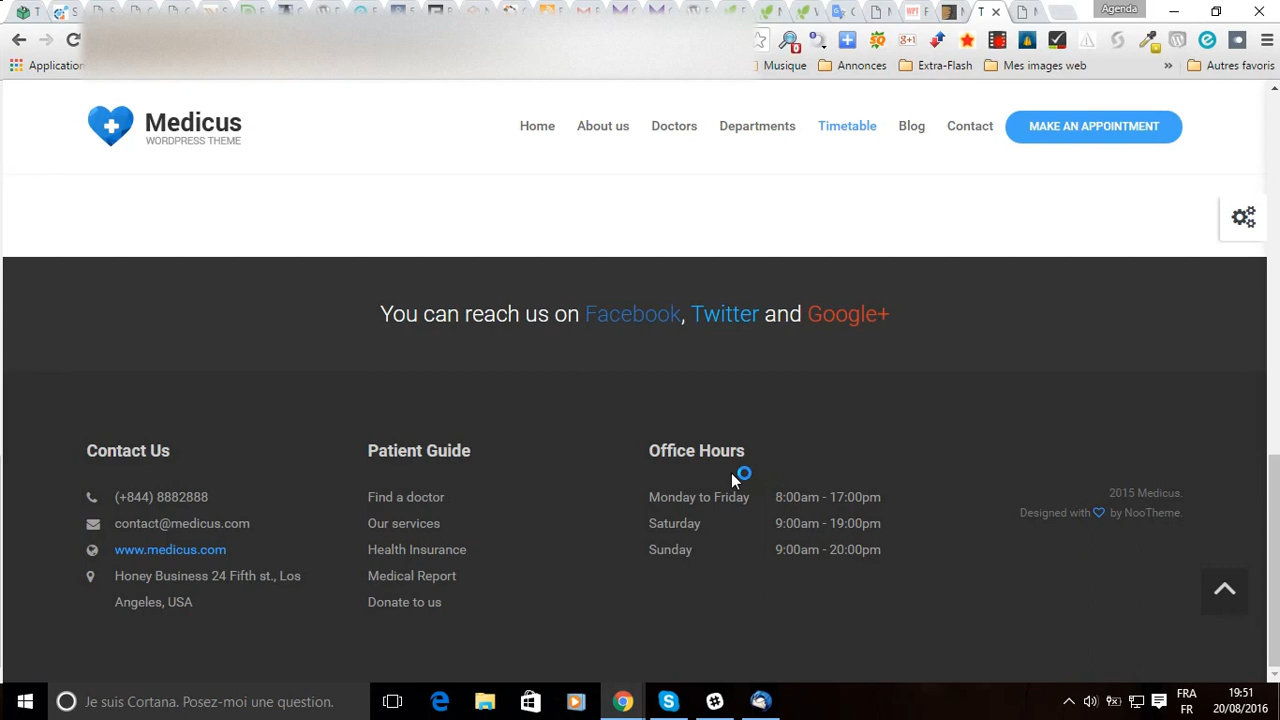 Agenda
Application
Musique
Annonces
Extra-Flash
Mes images web
»
Autres favoris
Medicus
WORDPRESS THEME
Home
About us
Doctors
Departments
Timetable
Blog
Contact
MAKE AN APPOINTMENT
You can reach us on Facebook, Twitter and Google+
Contact Us
(+844) 8882888
contact@medicus.com
www.medicus.com
Honey Business 24 Fifth st., Los
Angeles, USA
Patient Guide
Find a doctor
Our services
Health Insurance
Medical Report
Donate to us
Office Hours
Monday to Friday 8:00am - 17:00pm
Saturday 9:00am - 19:00pm
Sunday 9:00am - 20:00pm
2015 Medicus.
Designed with by NooTheme.
Je suis Cortana. Posez-moi une question.
FRA
FR
19:51
20/08/2016